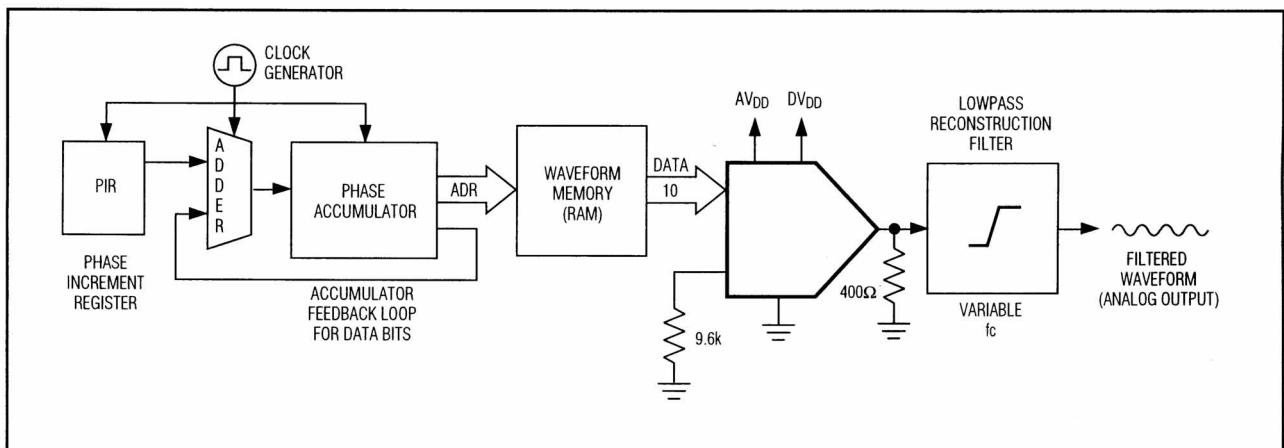 CLOCK
GENERATOR
PIR
PHASE
INCREMENT
REGISTER
ADDER
PHASE
ACCUMULATOR
ACCUMULATOR
FEEDBACK LOOP
FOR DATA BITS
ADR
WAVEFORM
MEMORY
(RAM)
DATA
10
AVDD
DVDD
9.6k
400Ω
LOWPASS
RECONSTRUCTION
FILTER
VARIABLE
fc
FILTERED
WAVEFORM
(ANALOG OUTPUT)